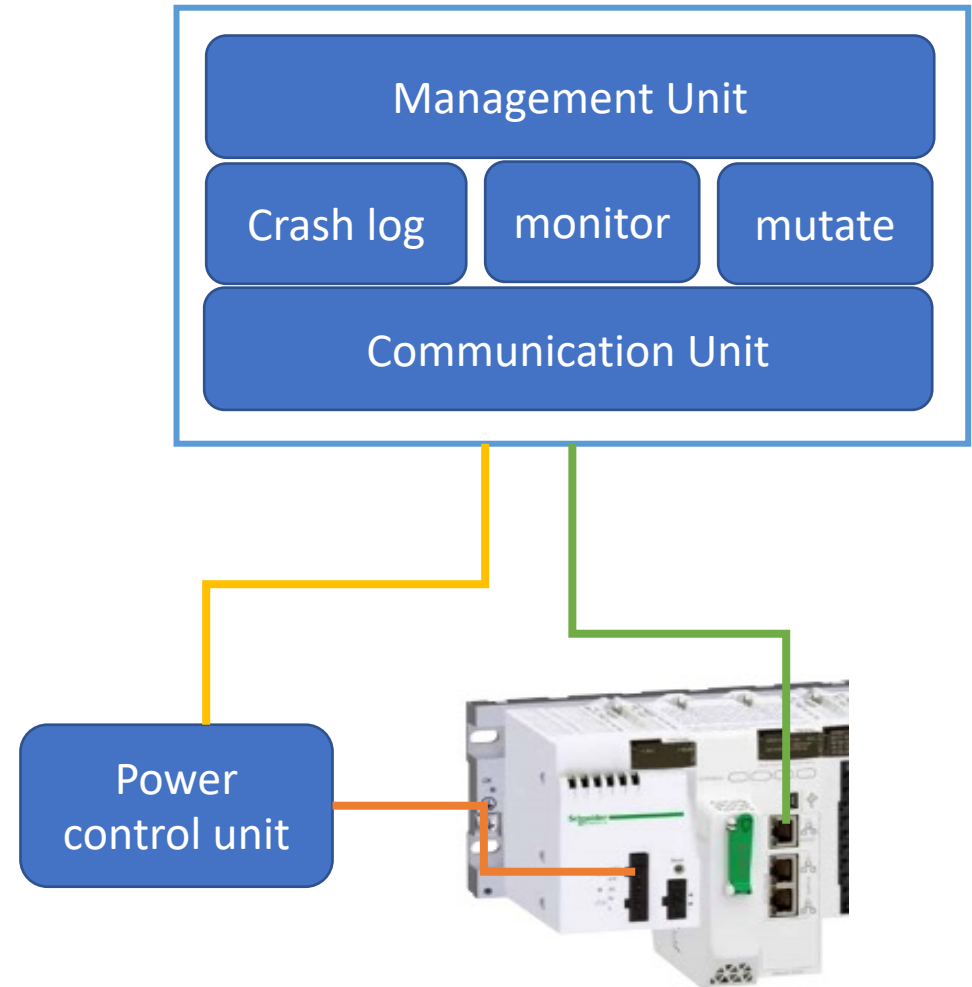 Management Unit
Crash log
monitor
mutate
Communication Unit
Power
control unit
Schneider